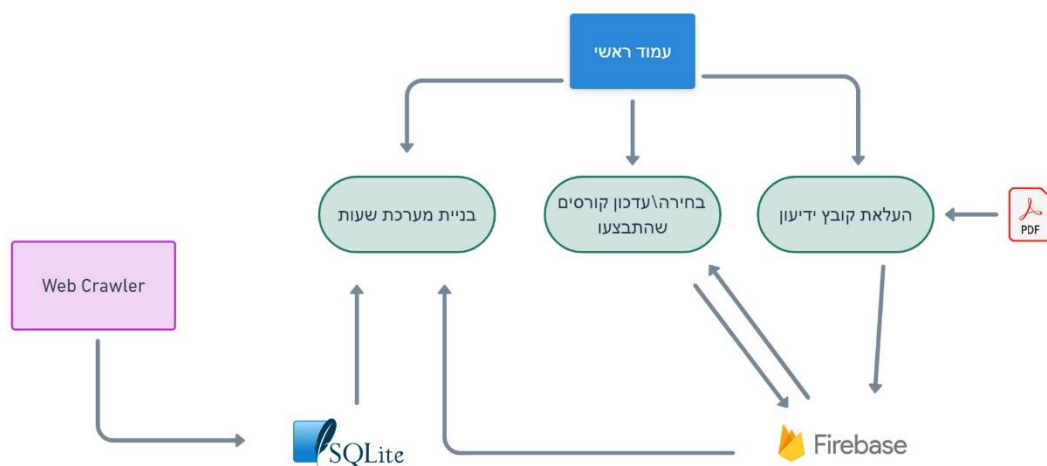 עמוד ראשי
העלאת קובץ ידיעון
בחירה\עדכון קורסים
שהתבצעו
בניית מערכת שעות
PDF
Web Crawler
SQLite
Firebase